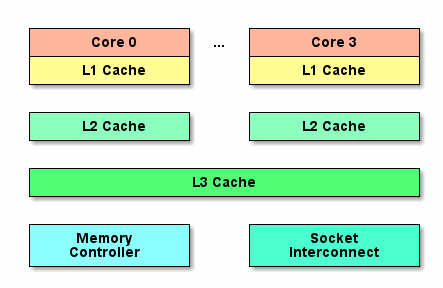 Core 0
...
Core 3
L1 Cache
L1 Cache
L2 Cache
L2 Cache
L3 Cache
Memory
Controller
Socket
Interconnect